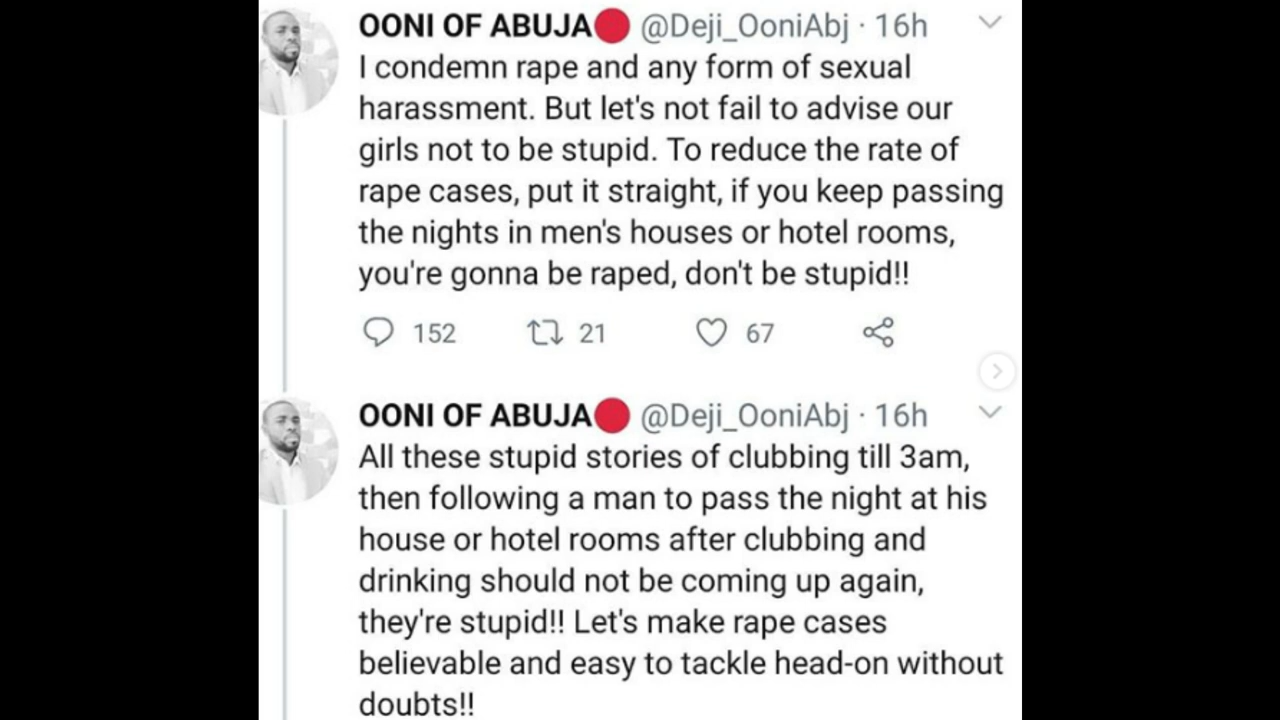 OONI OF ABUJA🔴 @Deji_OoniAbj · 16h
I condemn rape and any form of sexual
harassment. But let's not fail to advise our
girls not to be stupid. To reduce the rate of
rape cases, put it straight, if you keep passing
the nights in men's houses or hotel rooms,
you're gonna be raped, don't be stupid!!
152 21 67
OONI OF ABUJA🔴 @Deji_OoniAbj · 16h
All these stupid stories of clubbing till 3am,
then following a man to pass the night at his
house or hotel rooms after clubbing and
drinking should not be coming up again,
they're stupid!! Let's make rape cases
believable and easy to tackle head-on without
doubts!!